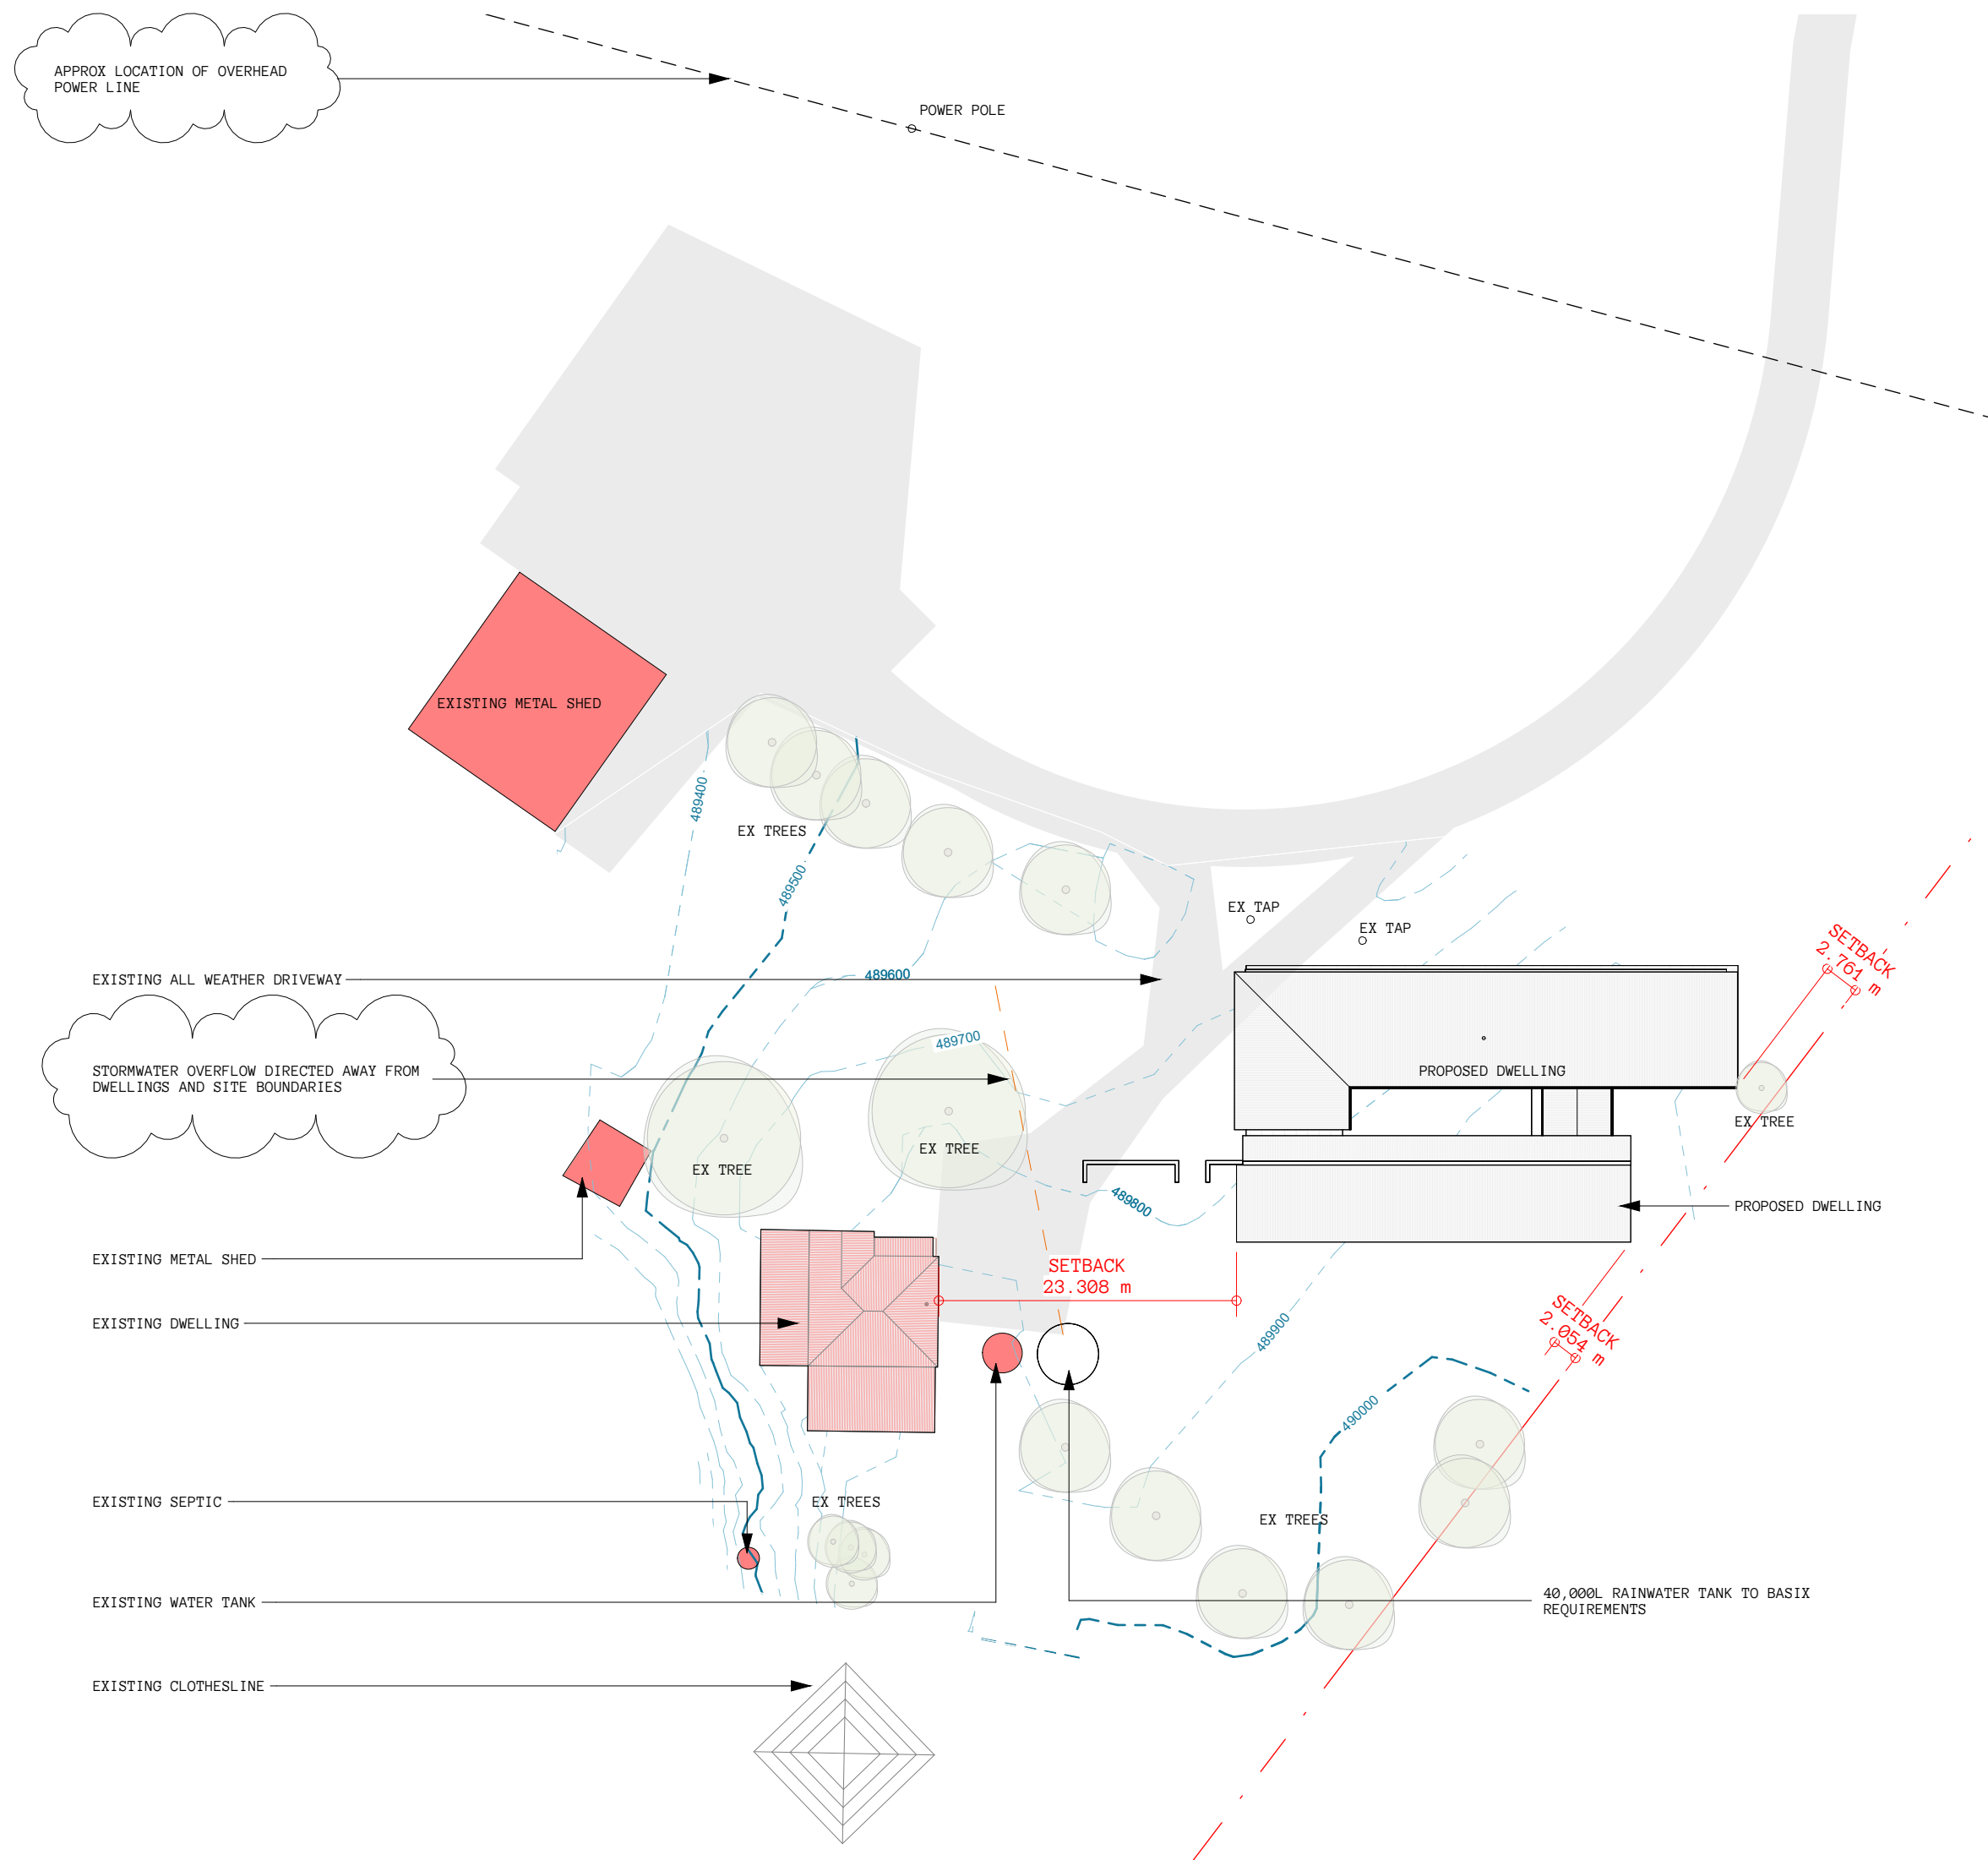 APPROX LOCATION OF OVERHEAD
POWER LINE
POWER POLE
EXISTING METAL SHED
489400
EX TREES
489500
EX TAP
EX TAP
SETBACK
2.761 m
489600
EXISTING ALL WEATHER DRIVEWAY
489700
STORMWATER OVERFLOW DIRECTED AWAY FROM
DWELLINGS AND SITE BOUNDARIES
PROPOSED DWELLING
EX TREE
EX TREE
EX TREE
489800
PROPOSED DWELLING
EXISTING METAL SHED
SETBACK
23.308 m
EXISTING DWELLING
489900
SETBACK
2.054 m
490000
EXISTING SEPTIC
EX TREES
EX TREES
EXISTING WATER TANK
40,000L RAINWATER TANK TO BASIX
REQUIREMENTS
EXISTING CLOTHESLINE